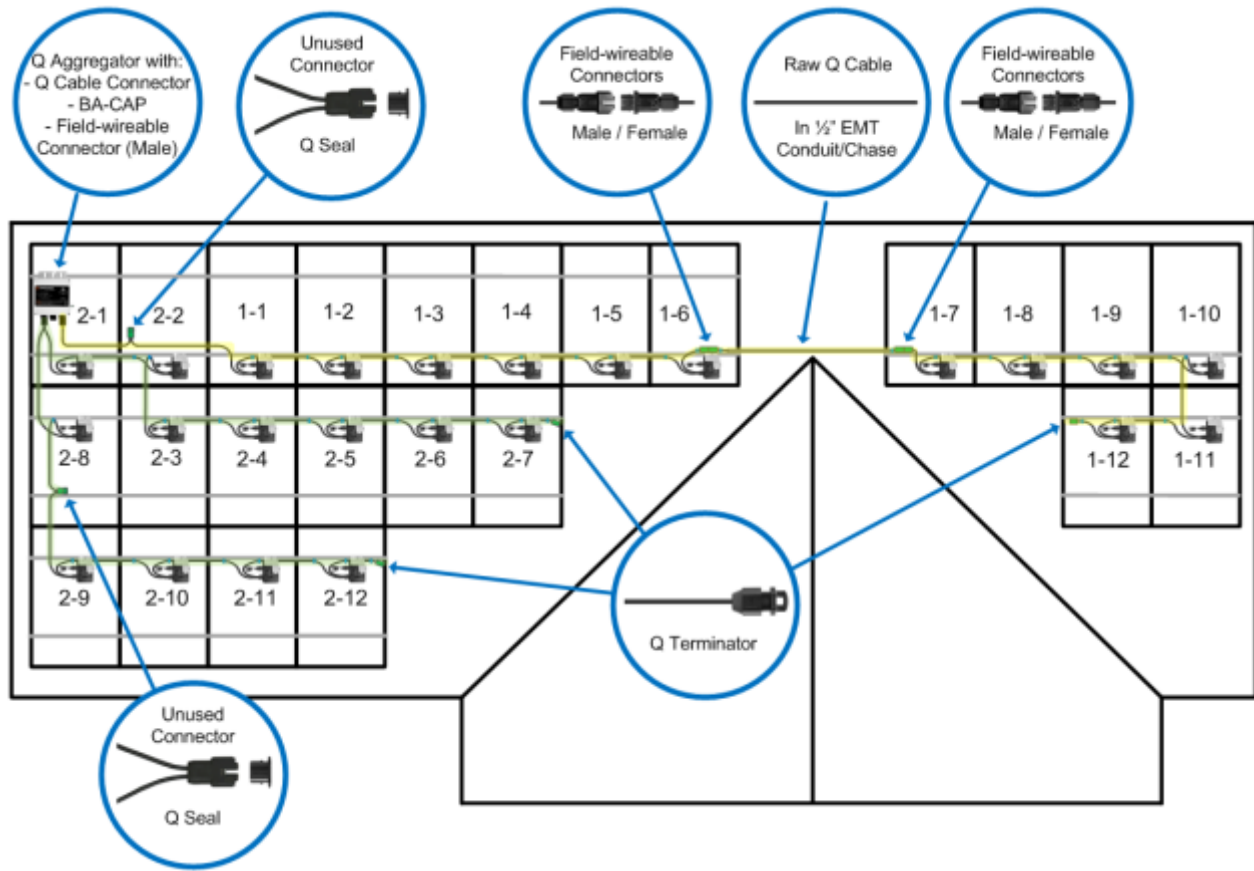 Q Aggregator with:
- Q Cable Connector
- BA-CAP
- Field-wireable
Connector (Male)
Unused
Connector
Q Seal
Field-wireable
Connectors
Male / Female
Raw Q Cable
In ½" EMT
Conduit/Chase
Field-wireable
Connectors
Male / Female
2-1 2-2 1-1 1-2 1-3 1-4 1-5 1-6 1-7 1-8 1-9 1-10
2-8 2-3 2-4 2-5 2-6 2-7 1-12 1-11
2-9 2-10 2-11 2-12
Q Terminator
Unused
Connector
Q Seal